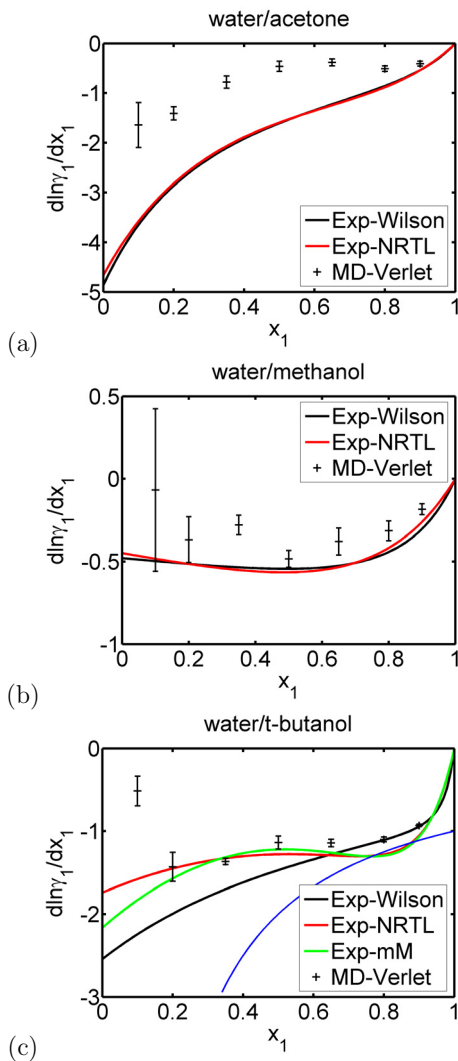 water/acetone
0
-1
-2
-3
-4
-5
dlnγ₁/dx₁
Exp-Wilson
Exp-NRTL
MD-Verlet
0 0.2 0.4 0.6 0.8 1
x₁
(a)
water/methanol
0.5
0
-0.5
-1
dlnγ₁/dx₁
Exp-Wilson
Exp-NRTL
MD-Verlet
0 0.2 0.4 0.6 0.8 1
x₁
(b)
water/t-butanol
0
-1
-2
-3
dlnγ₁/dx₁
Exp-Wilson
Exp-NRTL
Exp-mM
MD-Verlet
0 0.2 0.4 0.6 0.8 1
x₁
(c)